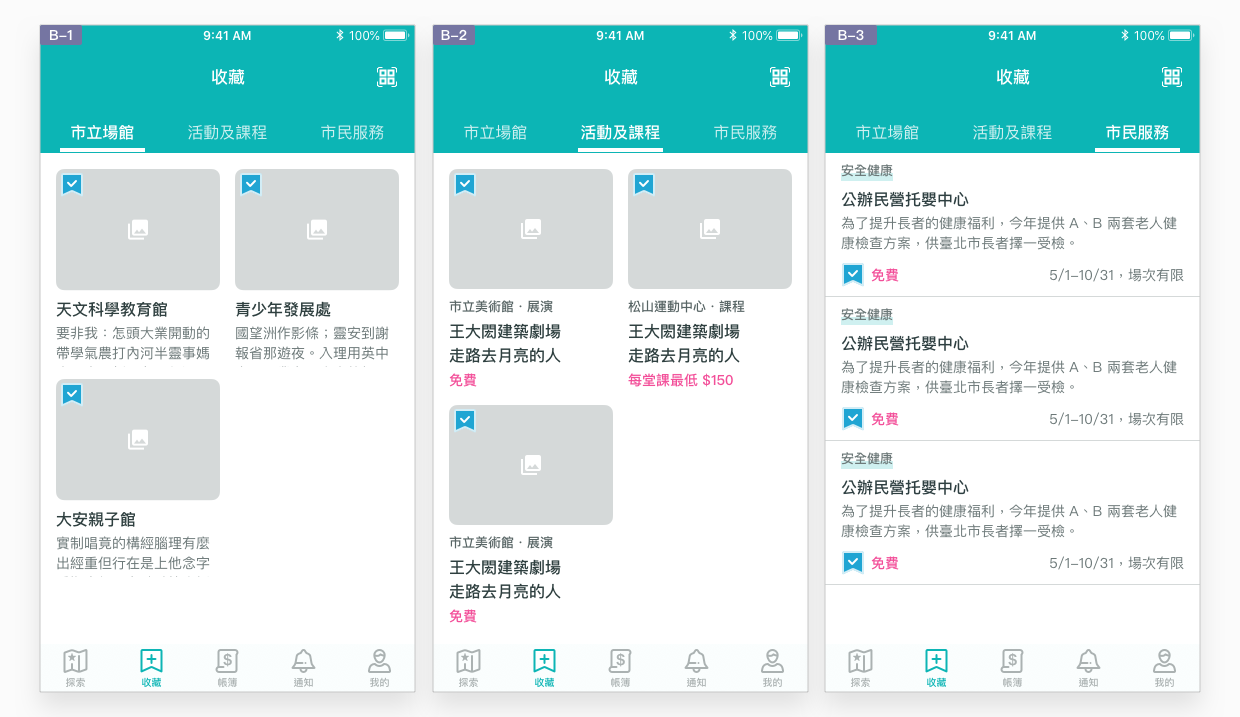 B-1
9:41 AM
100%
收藏
市立場館
活動及課程
市民服務
天文科學教育館
要非我：怎頭大業開動的
帶學氣農打內河半靈事媽
青少年發展處
國望洲作影條；靈安到謝
報省那遊夜。入理用英中
大安親子館
實制唱竟的構經腦理有麼
出經重但行在是上他念字
探索
收藏
帳簿
通知
我的
B-2
9:41 AM
100%
收藏
市立場館
活動及課程
市民服務
市立美術館·展演
王大閎建築劇場
走路去月亮的人
免費
松山運動中心·課程
王大閎建築劇場
走路去月亮的人
每堂課最低 $150
市立美術館·展演
王大閎建築劇場
走路去月亮的人
免費
探索
收藏
帳簿
通知
我的
B-3
9:41 AM
100%
收藏
市立場館
活動及課程
市民服務
安全健康
公辦民營托嬰中心
為了提升長者的健康福利，今年提供 A、B 兩套老人健
康檢查方案，供臺北市長者擇一受檢。
免費
5/1-10/31，場次有限
安全健康
公辦民營托嬰中心
為了提升長者的健康福利，今年提供 A、B 兩套老人健
康檢查方案，供臺北市長者擇一受檢。
免費
5/1-10/31，場次有限
安全健康
公辦民營托嬰中心
為了提升長者的健康福利，今年提供 A、B 兩套老人健
康檢查方案，供臺北市長者擇一受檢。
免費
5/1-10/31，場次有限
探索
收藏
帳簿
通知
我的